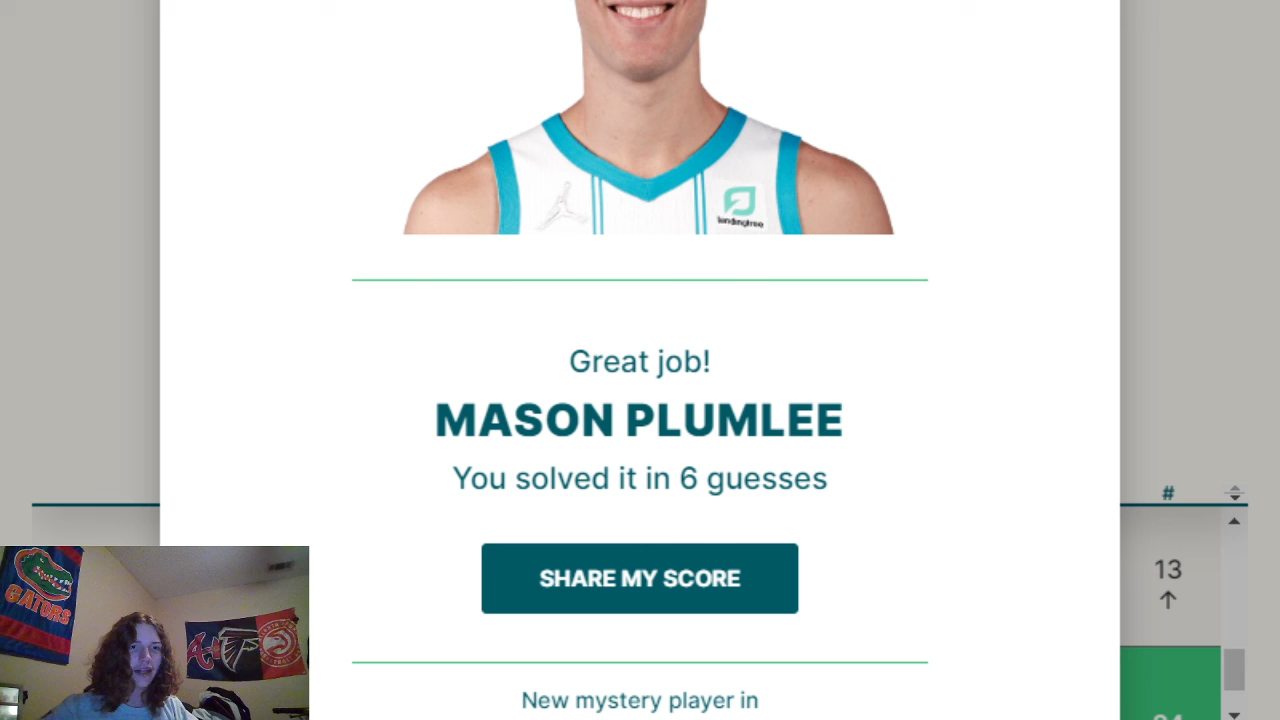 lendingtree
Great job!
MASON PLUMLEE
You solved it in 6 guesses
SHARE MY SCORE
New mystery player in
#
13
↑
GATORS
A